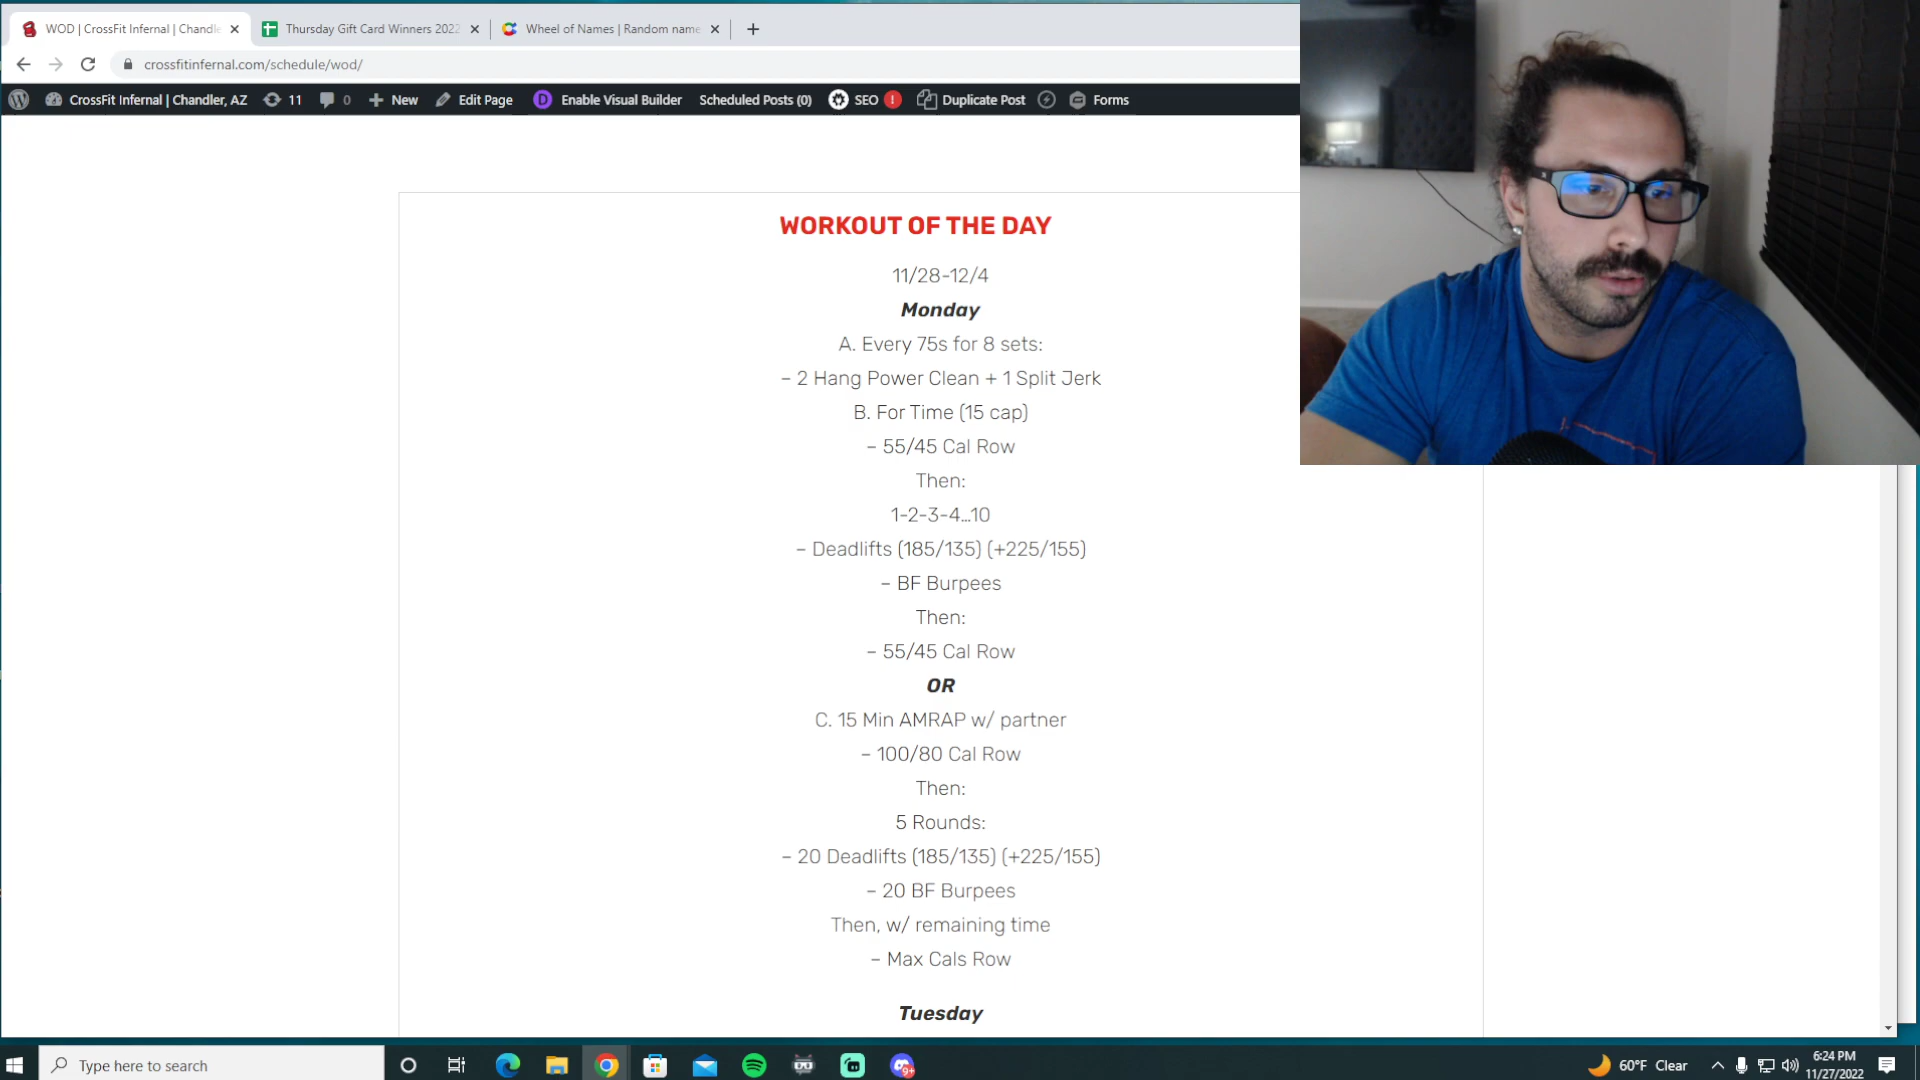 WOD | CrossFit Infernal | Chandle
Thursday Gift Card Winners 2022
Wheel of Names | Random name
crossfitinfernal.com/schedule/wod/
CrossFit Infernal | Chandler, AZ 11 0 New Edit Page D Enable Visual Builder Scheduled Posts (0) SEO ! Duplicate Post Forms
WORKOUT OF THE DAY
11/28-12/4
Monday
A. Every 75s for 8 sets:
– 2 Hang Power Clean + 1 Split Jerk
B. For Time (15 cap)
– 55/45 Cal Row
Then:
1-2-3-4…10
– Deadlifts (185/135) (+225/155)
– BF Burpees
Then:
– 55/45 Cal Row
OR
C. 15 Min AMRAP w/ partner
– 100/80 Cal Row
Then:
5 Rounds:
– 20 Deadlifts (185/135) (+225/155)
– 20 BF Burpees
Then, w/ remaining time
– Max Cals Row
Tuesday
Type here to search
9+
60°F Clear
6:24 PM
11/27/2022